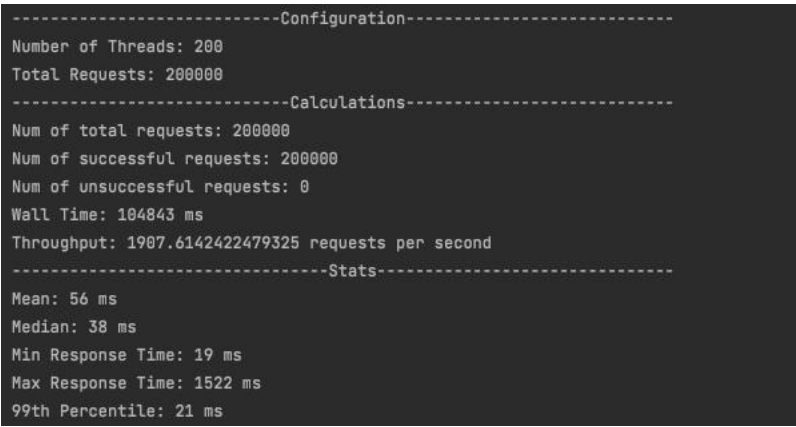 ----------------------------Configuration----------------------------
Number of Threads: 200
Total Requests: 200000
-----------------------------Calculations----------------------------
Num of total requests: 200000
Num of successful requests: 200000
Num of unsuccessful requests: 0
Wall Time: 104843 ms
Throughput: 1907.6142422479325 requests per second
---------------------------------Stats-------------------------------
Mean: 56 ms
Median: 38 ms
Min Response Time: 19 ms
Max Response Time: 1522 ms
99th Percentile: 21 ms